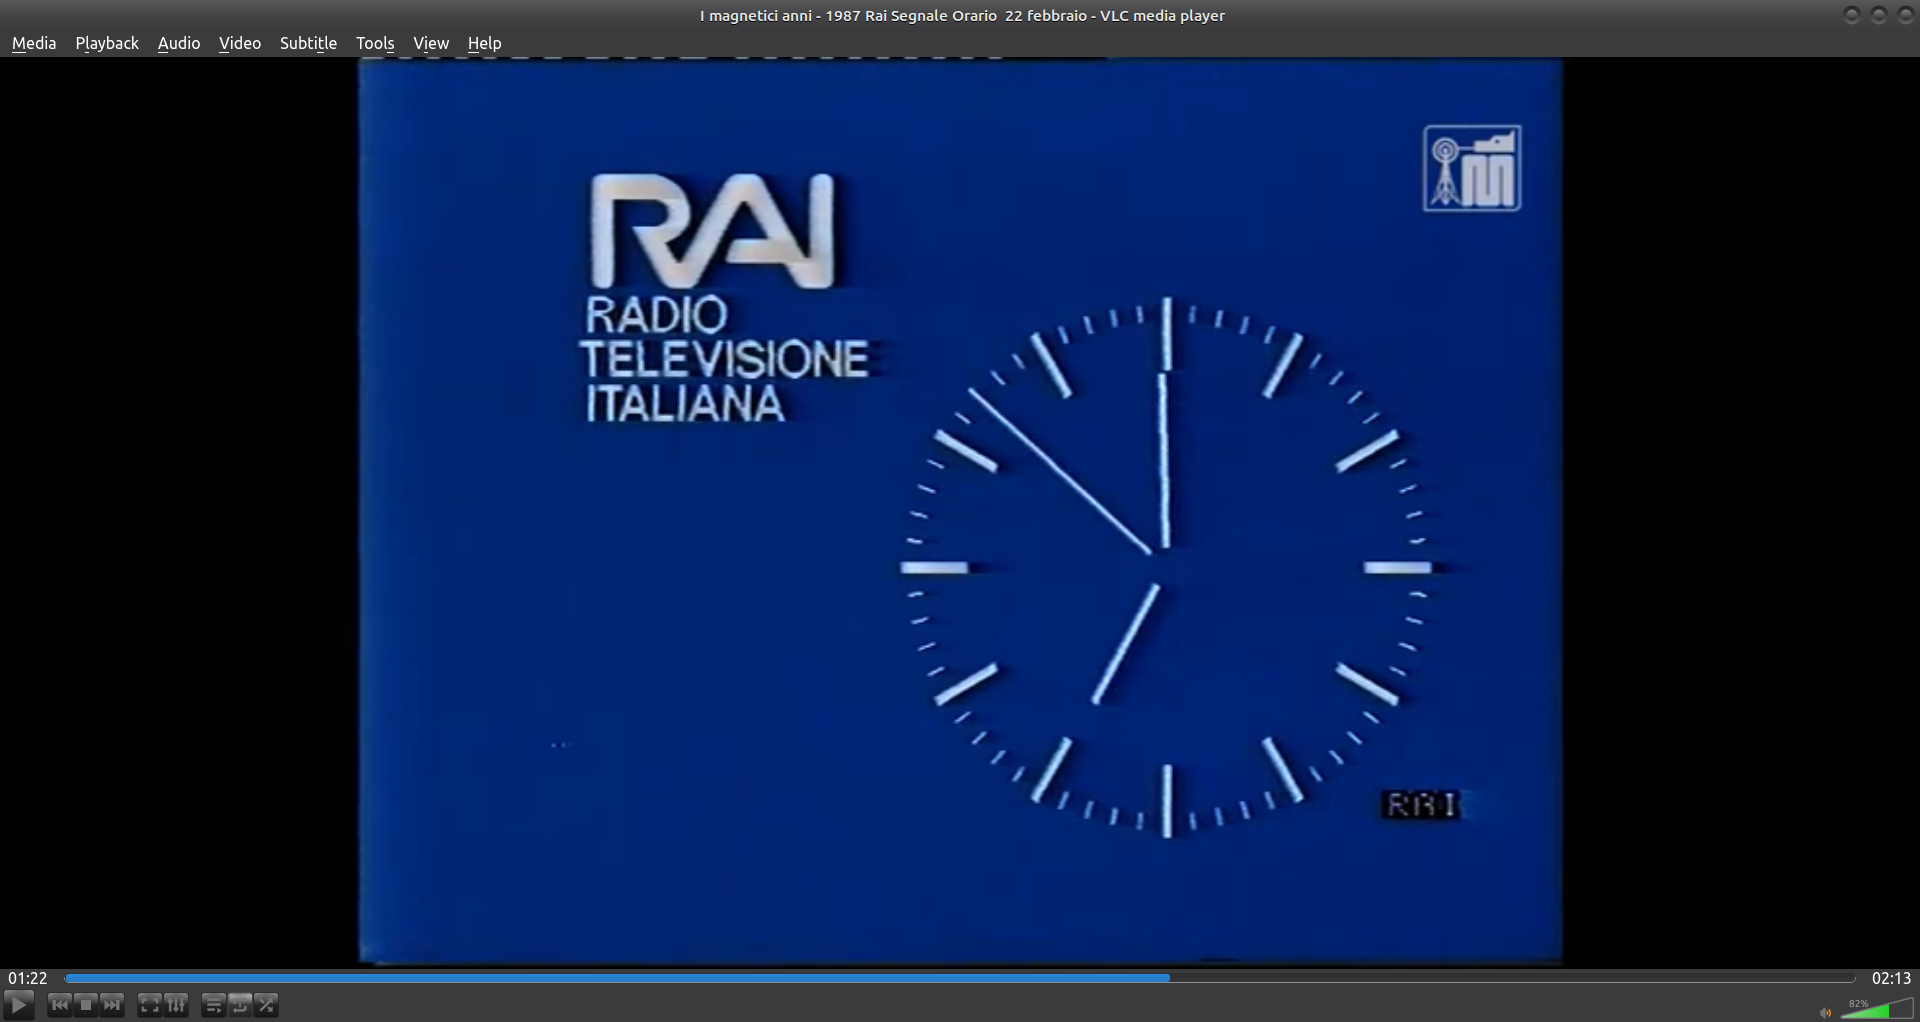 I magnetici anni - 1987 Rai Segnale Orario  22 febbraio - VLC media player
Media Playback Audio Video Subtitle Tools View Help
RAI
RADIO
TELEVISIONE
ITALIANA
01:22
02:13
82%